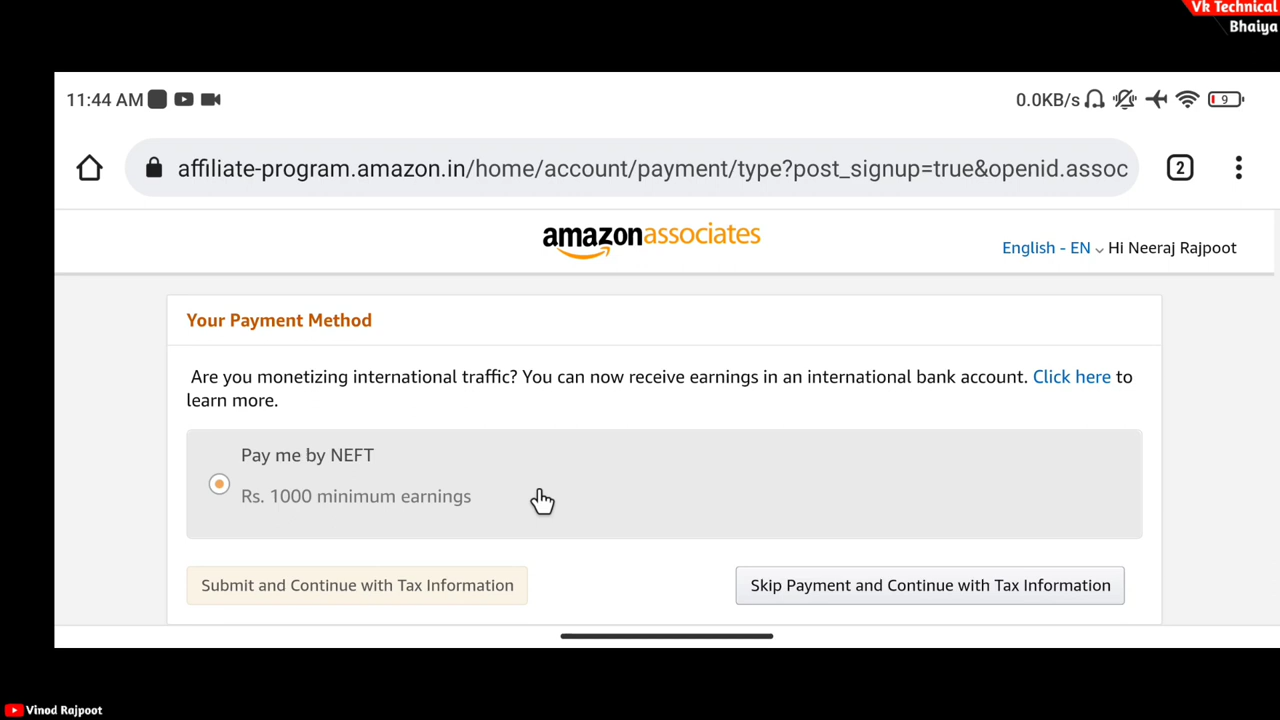 Vk Technical
Bhaiya
11:44 AM
0.0KB/s
9
affiliate-program.amazon.in/home/account/payment/type?post_signup=true&openid.assoc
2
amazonassociates
English - EN Hi Neeraj Rajpoot
Your Payment Method
Are you monetizing international traffic? You can now receive earnings in an international bank account. Click here to
learn more.
Pay me by NEFT
Rs. 1000 minimum earnings
Submit and Continue with Tax Information
Skip Payment and Continue with Tax Information
Vinod Rajpoot